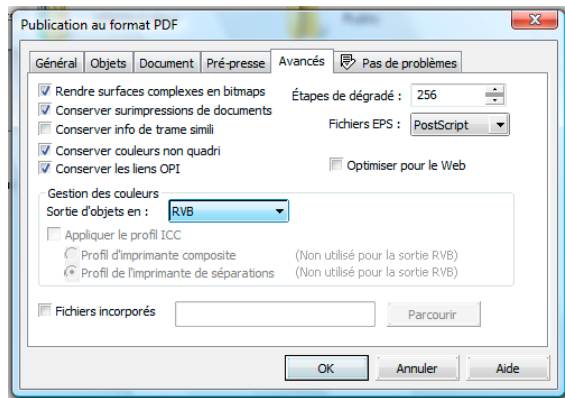 Publication au format PDF
Général Objets Document Pré-presse Avancés Pas de problèmes
Rendre surfaces complexes en bitmaps Étapes de dégradé : 256
Conserver surimpressions de documents
Conserver info de trame simili Fichiers EPS : PostScript
Conserver couleurs non quadri
Conserver les liens OPI Optimiser pour le Web
Gestion des couleurs
Sortie d'objets en : RVB
Appliquer le profil ICC
Profil d'imprimante composite (Non utilisé pour la sortie RVB)
Profil de l'imprimante de séparations (Non utilisé pour la sortie RVB)
Fichiers incorporés Parcourir
OK Annuler Aide